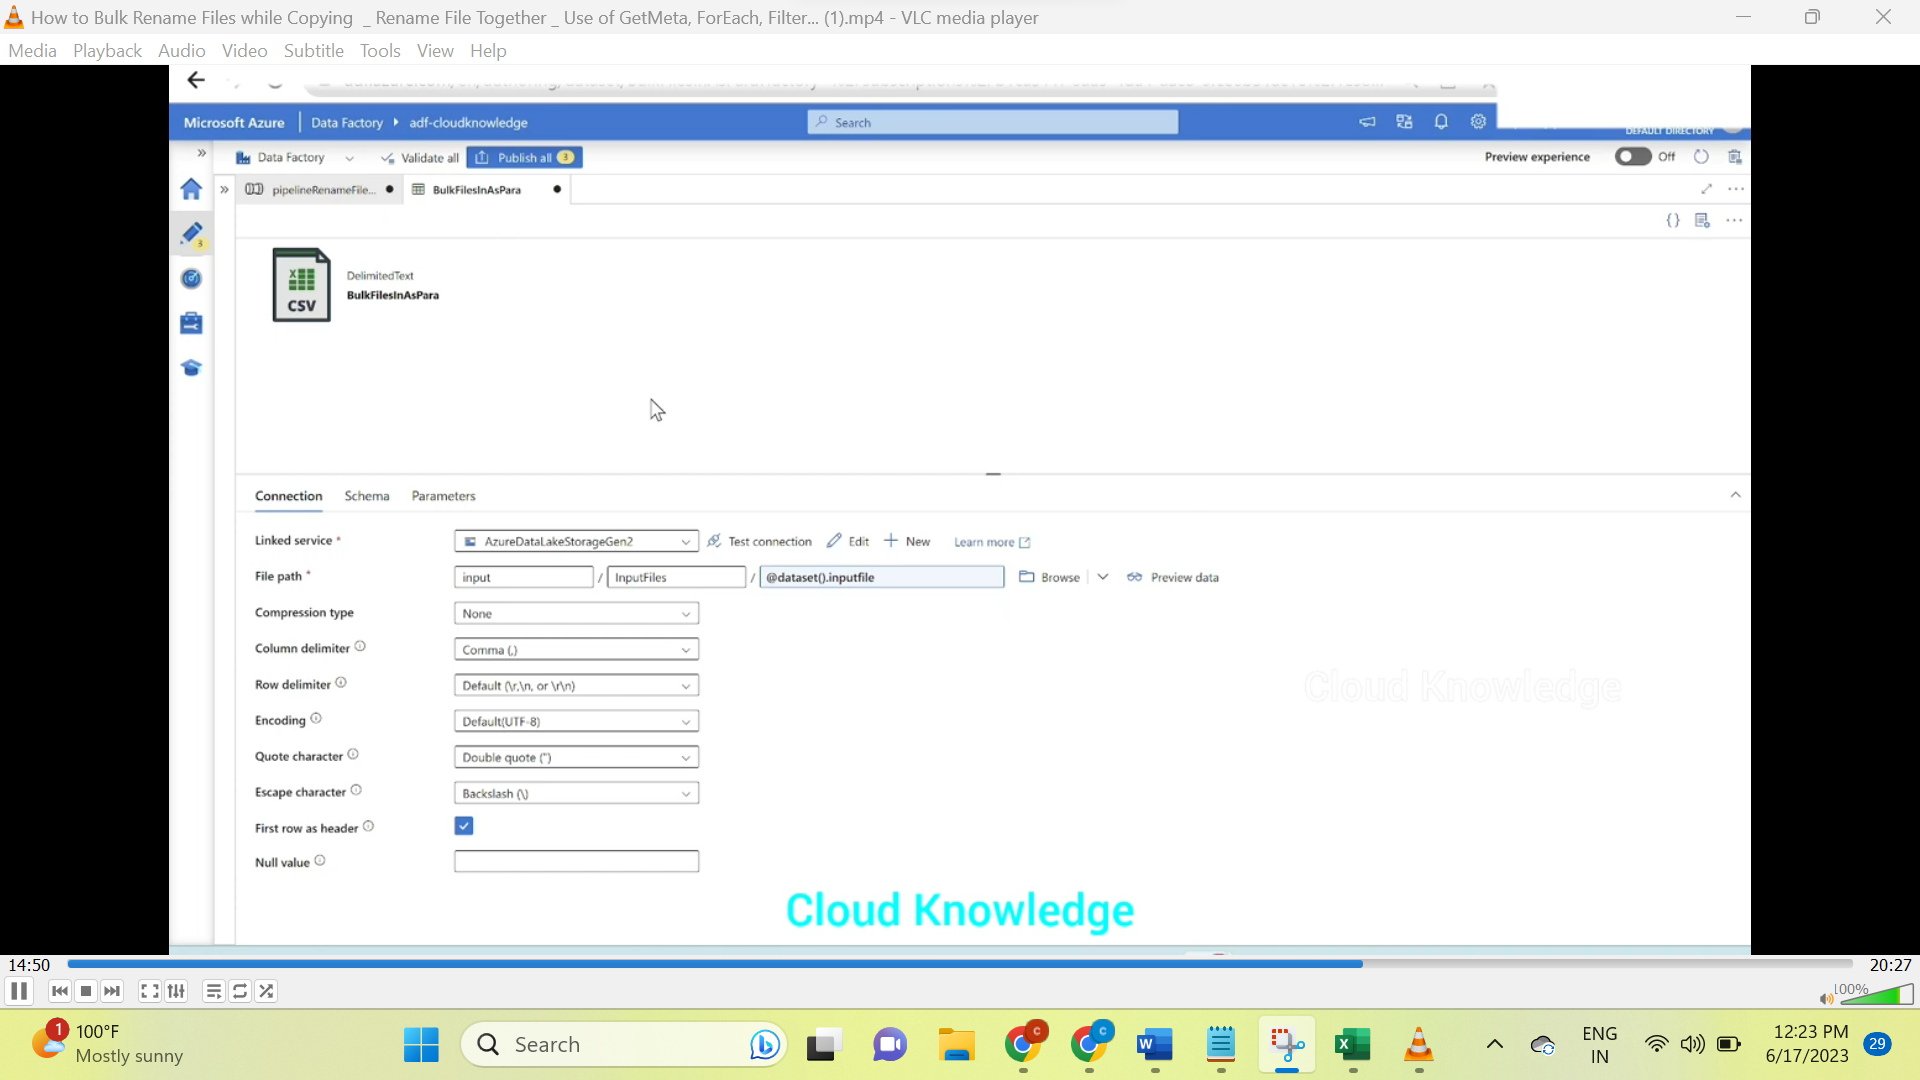 How to Bulk Rename Files while Copying _ Rename File Together _ Use of GetMeta, ForEach, Filter... (1).mp4 - VLC media player
Media Playback Audio Video Subtitle Tools View Help
Microsoft Azure Data Factory adf-cloudknowledge Search
DEFAULT DIRECTORY
Data Factory Validate all Publish all 3 Preview experience Off
pipelineRenameFile... BulkFilesInAsPara
3
DelimitedText
BulkFilesInAsPara
CSV
Connection Schema Parameters
Linked service * AzureDataLakeStorageGen2 Test connection Edit New Learn more
File path * input / InputFiles / @dataset().inputfile Browse Preview data
Compression type None
Column delimiter Comma (,)
Cloud Knowledge
Row delimiter Default (\r,\n, or \r\n)
Encoding Default(UTF-8)
Quote character Double quote (")
Escape character Backslash (\)
First row as header
Null value
Cloud Knowledge
14:50 20:27
100%
1 100°F
Mostly sunny
Search
C C
ENG
IN
12:23 PM
6/17/2023
29